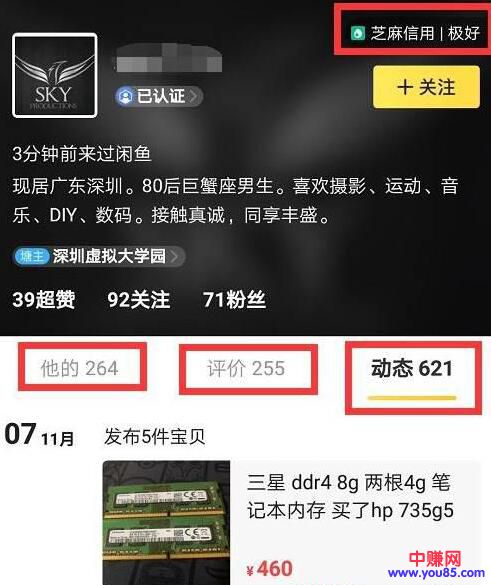 芝麻信用 | 极好
SKY
PRODUCTIONS
已认证
＋关注
3分钟前来过闲鱼
现居广东深圳。80后巨蟹座男生。喜欢摄影、运动、音
乐、DIY、数码。接触真诚，同享丰盛。
塘主 深圳虚拟大学园
39超赞 92关注 71粉丝
他的 264 评价 255 动态 621
07 11月 发布5件宝贝
三星 ddr4 8g 两根4g 笔
记本内存 买了hp 735g5
¥460
中赚网
www.you85.com